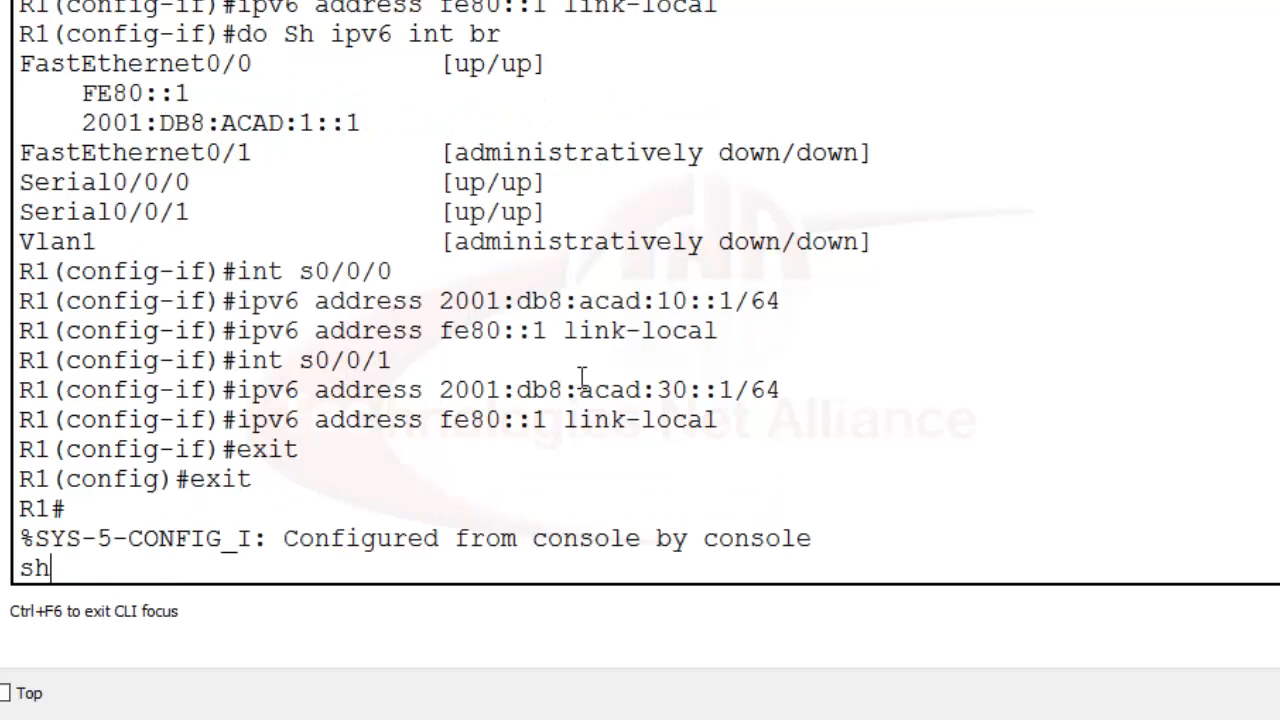 R1(config-if)#ipv6 address fe80::1 link-local
R1(config-if)#do Sh ipv6 int br
FastEthernet0/0 [up/up]
FE80::1
2001:DB8:ACAD:1::1
FastEthernet0/1 [administratively down/down]
Serial0/0/0 [up/up]
Serial0/0/1 [up/up]
Vlan1 [administratively down/down]
R1(config-if)#int s0/0/0
R1(config-if)#ipv6 address 2001:db8:acad:10::1/64
R1(config-if)#ipv6 address fe80::1 link-local
R1(config-if)#int s0/0/1
R1(config-if)#ipv6 address 2001:db8:acad:30::1/64
R1(config-if)#ipv6 address fe80::1 link-local
Net Alliance
R1(config-if)#exit
R1(config)#exit
R1#
%SYS-5-CONFIG_I: Configured from console by console
sh
Ctrl+F6 to exit CLI focus
Top